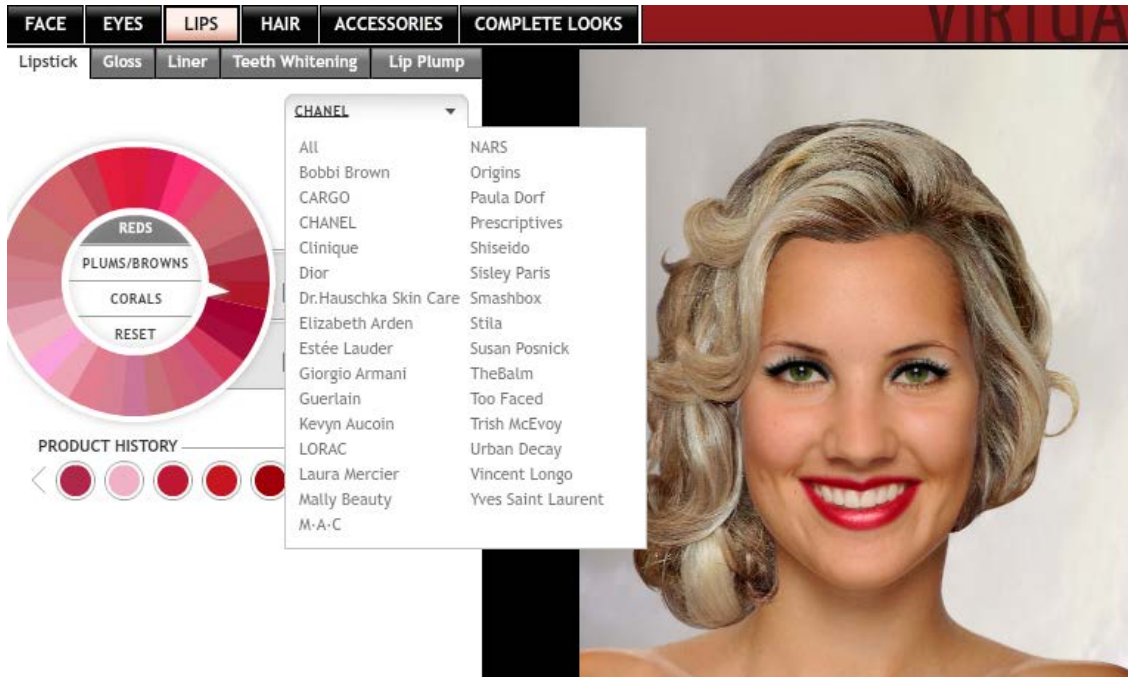 FACE EYES LIPS HAIR ACCESSORIES COMPLETE LOOKS
Lipstick Gloss Liner Teeth Whitening Lip Plump
CHANEL
All
Bobbi Brown
CARGO
CHANEL
Clinique
Dior
Dr.Hauschka Skin Care
Elizabeth Arden
Estée Lauder
Giorgio Armani
Guerlain
Kevyn Aucoin
LORAC
Laura Mercier
Mally Beauty
M·A·C
NARS
Origins
Paula Dorf
Prescriptives
Shiseido
Sisley Paris
Smashbox
Stila
Susan Posnick
TheBalm
Too Faced
Trish McEvoy
Urban Decay
Vincent Longo
Yves Saint Laurent
REDS
PLUMS/BROWNS
CORALS
RESET
PRODUCT HISTORY